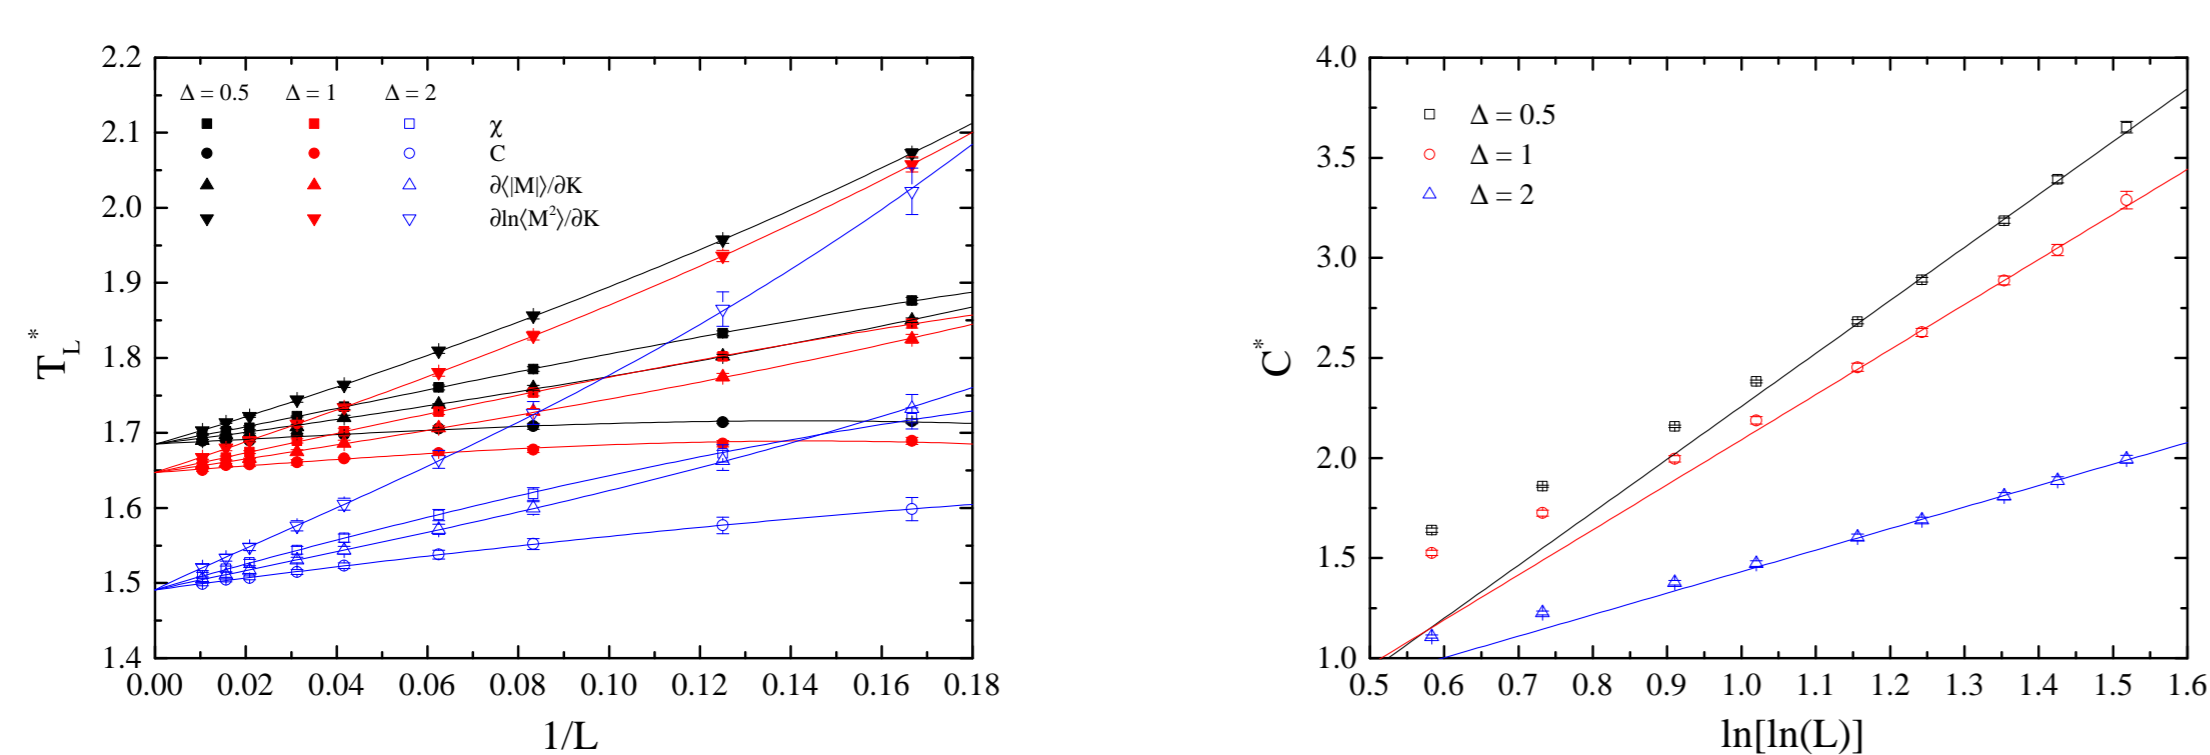 2.2
2.1
2.0
1.9
1.8
1.7
1.6
1.5
1.4
T_L^*
Δ = 0.5 Δ = 1 Δ = 2
χ
C
∂⟨|M|⟩/∂K
∂ln⟨M²⟩/∂K
0.00 0.02 0.04 0.06 0.08 0.10 0.12 0.14 0.16 0.18
1/L
4.0
3.5
3.0
2.5
2.0
1.5
1.0
C^*
Δ = 0.5
Δ = 1
Δ = 2
0.5 0.6 0.7 0.8 0.9 1.0 1.1 1.2 1.3 1.4 1.5 1.6
ln[ln(L)]